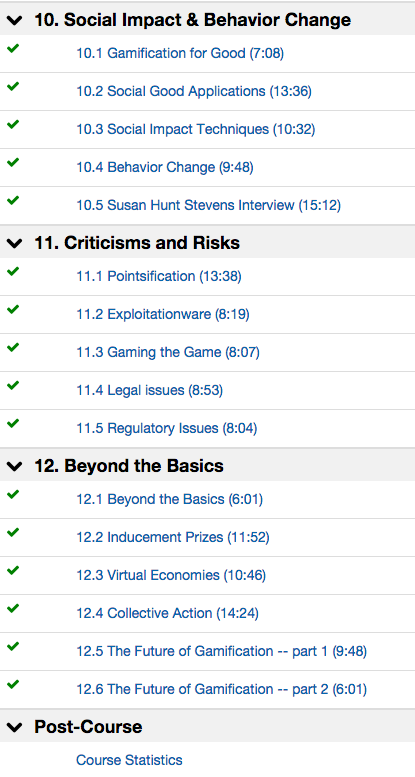 10. Social Impact & Behavior Change
10.1 Gamification for Good (7:08)
10.2 Social Good Applications (13:36)
10.3 Social Impact Techniques (10:32)
10.4 Behavior Change (9:48)
10.5 Susan Hunt Stevens Interview (15:12)
11. Criticisms and Risks
11.1 Pointsification (13:38)
11.2 Exploitationware (8:19)
11.3 Gaming the Game (8:07)
11.4 Legal issues (8:53)
11.5 Regulatory Issues (8:04)
12. Beyond the Basics
12.1 Beyond the Basics (6:01)
12.2 Inducement Prizes (11:52)
12.3 Virtual Economies (10:46)
12.4 Collective Action (14:24)
12.5 The Future of Gamification -- part 1 (9:48)
12.6 The Future of Gamification -- part 2 (6:01)
Post-Course
Course Statistics